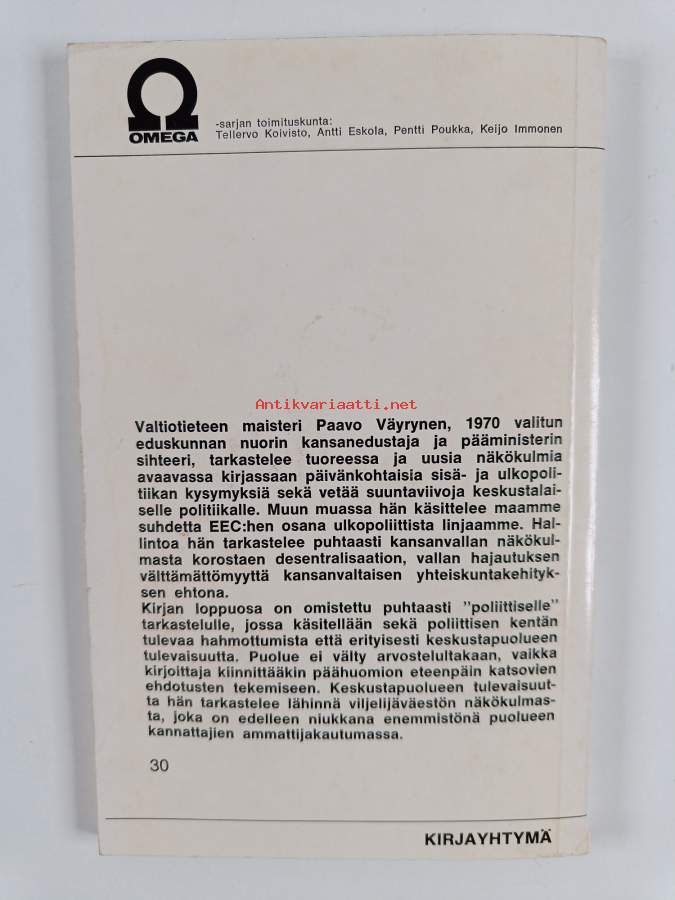 -sarjan toimituskunta:
OMEGA Tellervo Koivisto, Antti Eskola, Pentti Poukka, Keijo Immonen
Antikvariaatti.net
Valtiotieteen maisteri Paavo Väyrynen, 1970 valitun
eduskunnan nuorin kansanedustaja ja pääministerin
sihteeri, tarkastelee tuoreessa ja uusia näkökulmia
avaavassa kirjassaan päivänkohtaisia sisä- ja ulkopoli-
tiikan kysymyksiä sekä vetää suuntaviivoja keskustalai-
selle politiikalle. Muun muassa hän käsittelee maamme
suhdetta EEC:hen osana ulkopoliittista linjaamme. Hal-
lintoa hän tarkastelee puhtaasti kansanvallan näkökul-
masta korostaen desentralisaation, vallan hajautuksen
välttämättömyyttä kansanvaltaisen yhteiskuntakehityk-
sen ehtona.
Kirjan loppuosa on omistettu puhtaasti "poliittiselle"
tarkastelulle, jossa käsitellään sekä poliittisen kentän
tulevaa hahmottumista että erityisesti keskustapuolueen
tulevaisuutta. Puolue ei välty arvostelultakaan, vaikka
kirjoittaja kiinnittääkin päähuomion eteenpäin katsovien
ehdotusten tekemiseen. Keskustapuolueen tulevaisuut-
ta hän tarkastelee lähinnä viljelijäväestön näkökulmas-
ta, joka on edelleen niukkana enemmistönä puolueen
kannattajien ammattijakautumassa.
30
KIRJAYHTYMÄ